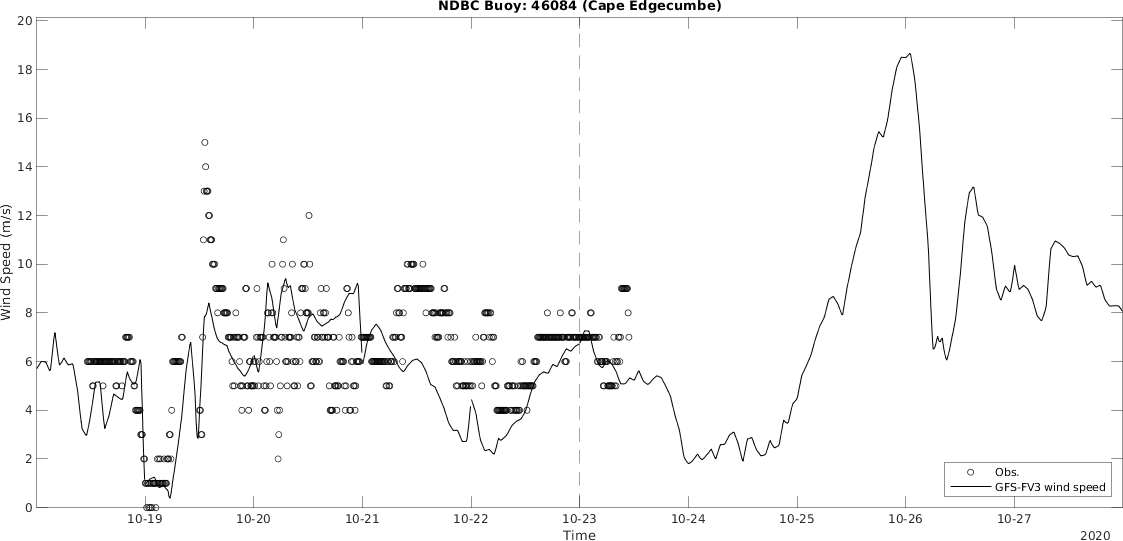 NDBC Buoy: 46084 (Cape Edgecumbe)
20
18
16
14
12
10
8
6
4
2
0
Wind Speed (m/s)
10-19 10-20 10-21 10-22 10-23 10-24 10-25 10-26 10-27
Time
2020
Obs.
GFS-FV3 wind speed